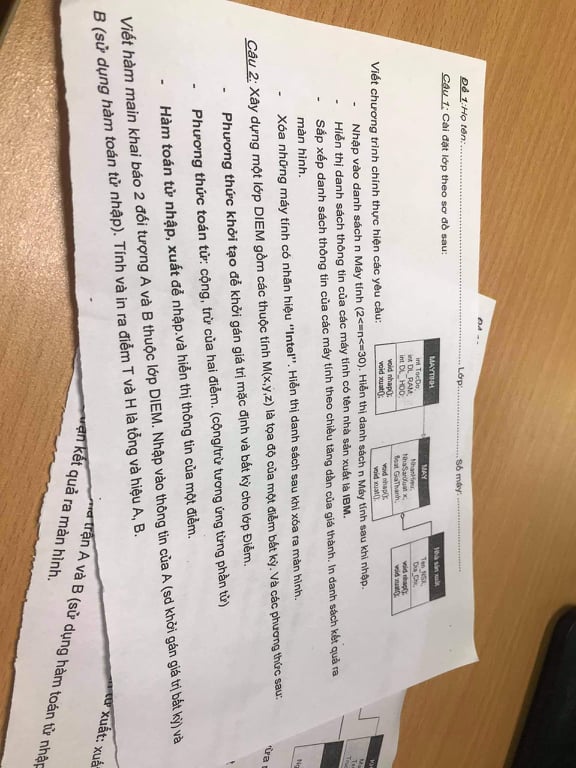 Đề 1:Họ tên:.............................................................. Lớp:...................... Số máy: .......................
Câu 1: Cài đặt lớp theo sơ đồ sau:
MAYTINH
int TocDo;
int DL_RAM;
int DL_HDD;
void nhap();
void xuat();
MAY
NhanHieu;
NhaSanXuat x;
float GiaThanh;
void nhap();
void xuat();
Nhà sản xuất
Ten_NSX;
Dia_Chi;
void nhap();
void xuat();
Viết chương trình chính thực hiện các yêu cầu:
- Nhập vào danh sách n Máy tính (2<=n<=30). Hiển thị danh sách n Máy tính sau khi nhập.
- Hiển thị danh sách thông tin của các máy tính có tên nhà sản xuất là IBM.
- Sắp xếp danh sách thông tin của các máy tính theo chiều tăng dần của giá thành. In danh sách kết quả ra
màn hình.
- Xóa những máy tính có nhãn hiệu "Intel". Hiển thị danh sách sau khi xóa ra màn hình.
Câu 2: Xây dựng một lớp DIEM gồm các thuộc tính M(x,y,z) là tọa độ của một điểm bất kỳ. Và các phương thức sau:
- Phương thức khởi tạo để khởi gán giá trị mặc định và bất kỳ cho lớp Điểm.
- Phương thức toán tử: cộng, trừ của hai điểm. (cộng/trừ tương ứng từng phần tử)
- Hàm toán tử nhập, xuất để nhập.và hiển thị thông tin của một điểm.
Viết hàm main khai báo 2 đối tượng A và B thuộc lớp DIEM. Nhập vào thông tin của A (sd khởi gán giá trị bất kỳ) và
B (sử dụng hàm toán tử nhập). Tính và in ra điểm T và H là tổng và hiệu A, B.
tử xuất: xuấ
trận A và B (sử dụng hàm toán tử nhập
kết quả ra màn hình.